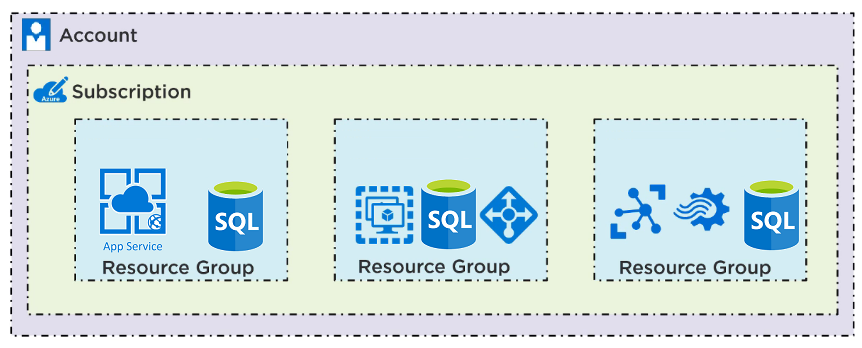 Account
Azure
Subscription
App Service
SQL
Resource Group
SQL
Resource Group
SQL
Resource Group